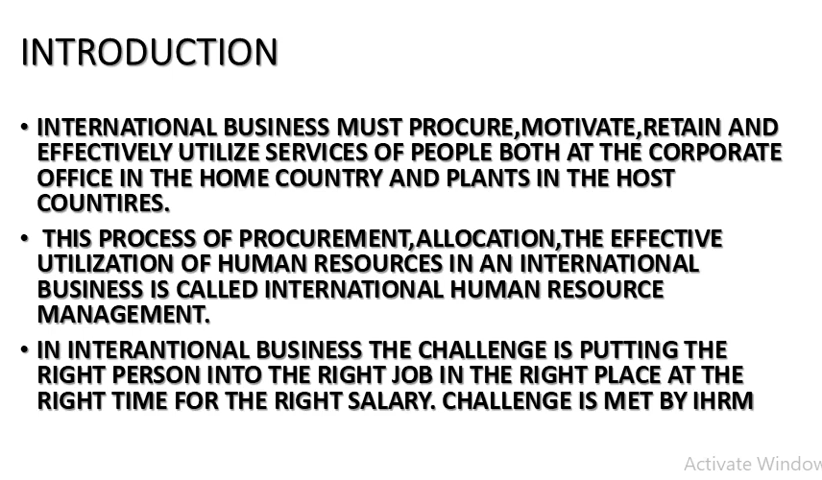 INTRODUCTION
• INTERNATIONAL BUSINESS MUST PROCURE,MOTIVATE,RETAIN AND
EFFECTIVELY UTILIZE SERVICES OF PEOPLE BOTH AT THE CORPORATE
OFFICE IN THE HOME COUNTRY AND PLANTS IN THE HOST
COUNTIRES.
• THIS PROCESS OF PROCUREMENT,ALLOCATION,THE EFFECTIVE
UTILIZATION OF HUMAN RESOURCES IN AN INTERNATIONAL
BUSINESS IS CALLED INTERNATIONAL HUMAN RESOURCE
MANAGEMENT.
• IN INTERANTIONAL BUSINESS THE CHALLENGE IS PUTTING THE
RIGHT PERSON INTO THE RIGHT JOB IN THE RIGHT PLACE AT THE
RIGHT TIME FOR THE RIGHT SALARY. CHALLENGE IS MET BY IHRM
Activate Window